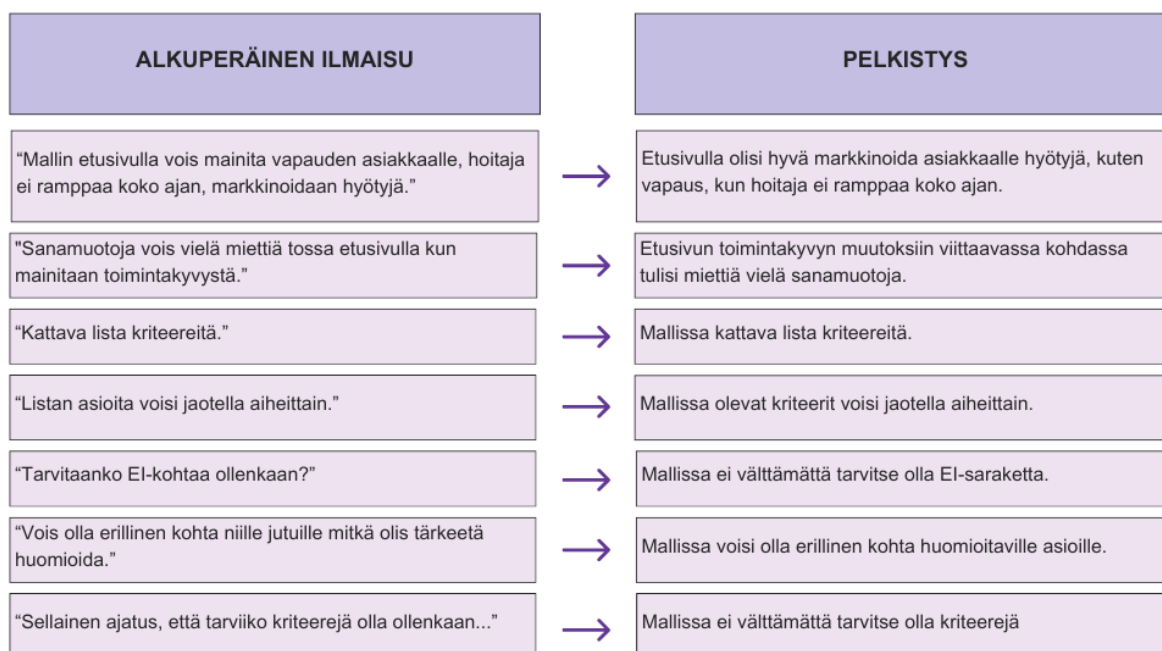 ALKUPERÄINEN ILMAISU
PELKISTYS
“Mallin etusivulla vois mainita vapauden asiakkaalle, hoitaja
ei ramppaa koko ajan, markkinoidaan hyötyjä.”
Etusivulla olisi hyvä markkinoida asiakkaalle hyötyjä, kuten
vapaus, kun hoitaja ei ramppaa koko ajan.
"Sanamuotoja vois vielä miettiä tossa etusivulla kun
mainitaan toimintakyvystä.”
Etusivun toimintakyvyn muutoksiin viittaavassa kohdassa
tulisi miettiä vielä sanamuotoja.
“Kattava lista kriteereitä.”
Mallissa kattava lista kriteereitä.
“Listan asioita voisi jaotella aiheittain.”
Mallissa olevat kriteerit voisi jaotella aiheittain.
“Tarvitaanko EI-kohtaa ollenkaan?”
Mallissa ei välttämättä tarvitse olla EI-saraketta.
“Vois olla erillinen kohta niille jutuille mitkä olis tärkeetä
huomioida.”
Mallissa voisi olla erillinen kohta huomioitaville asioille.
“Sellainen ajatus, että tarviiko kriteerejä olla ollenkaan...”
Mallissa ei välttämättä tarvitse olla kriteerejä